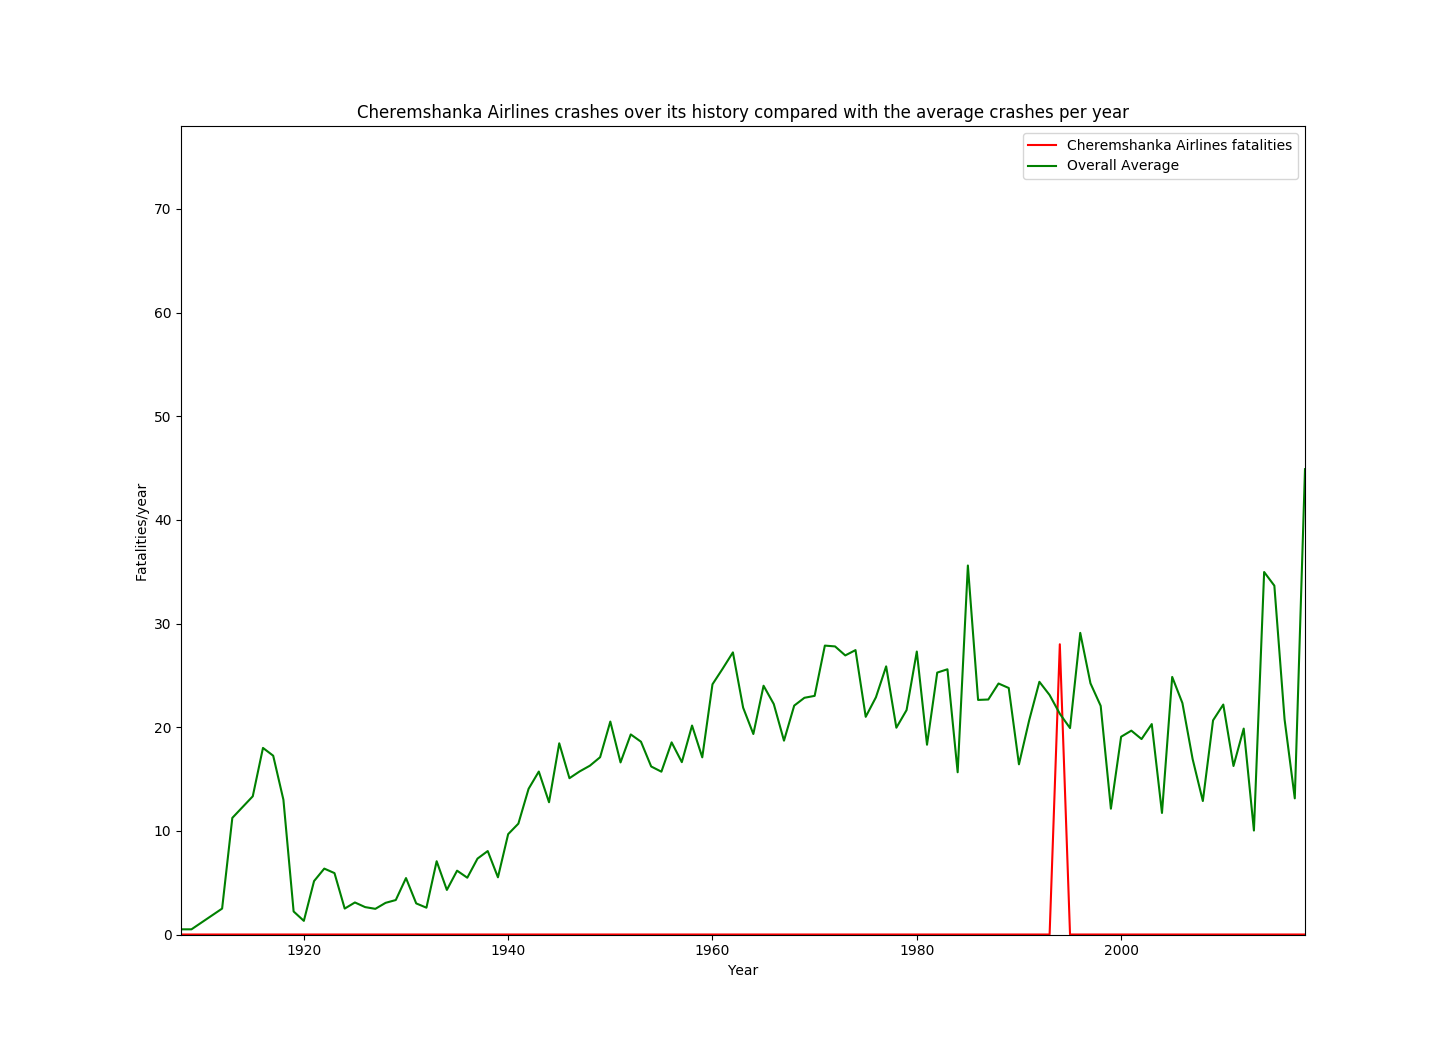 Cheremshanka Airlines crashes over its history compared with the average crashes per year
Cheremshanka Airlines fatalities
Overall Average
70
60
50
40
30
20
10
0
Fatalities/year
1920 1940 1960 1980 2000
Year